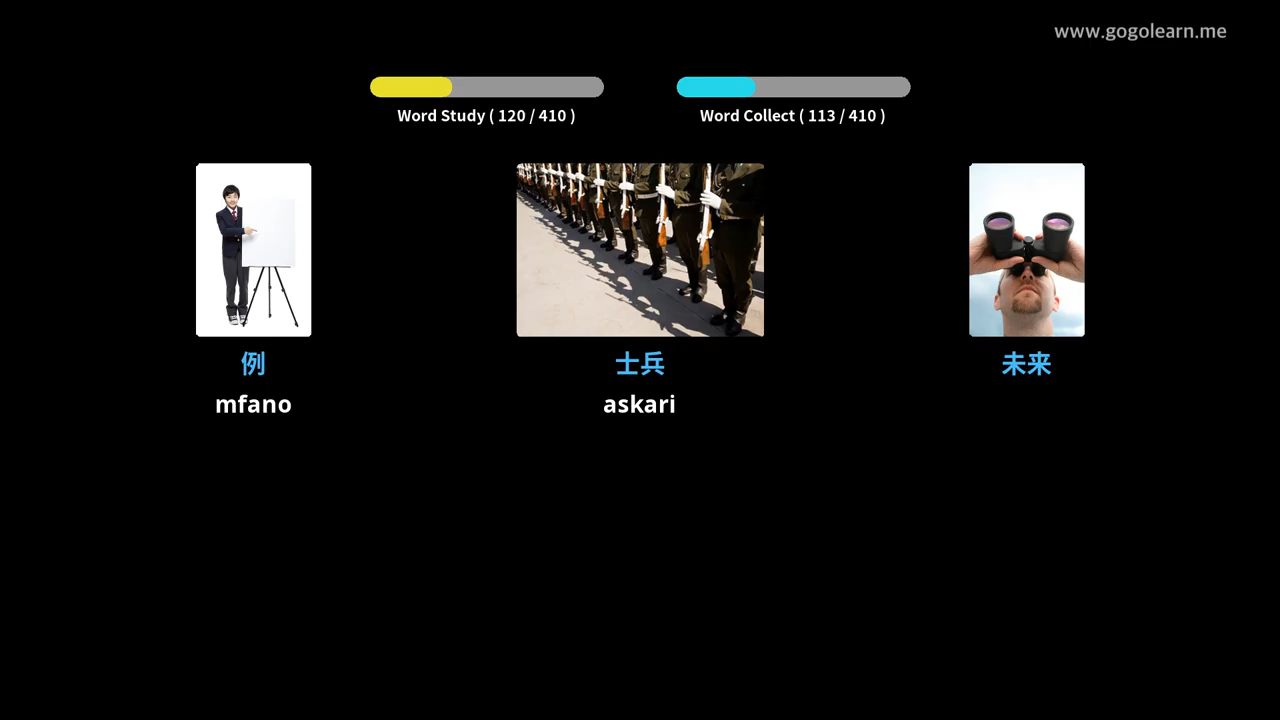 www.gogolearn.me
Word Study ( 120 / 410 )
Word Collect ( 113 / 410 )
例
士兵
未来
mfano
askari